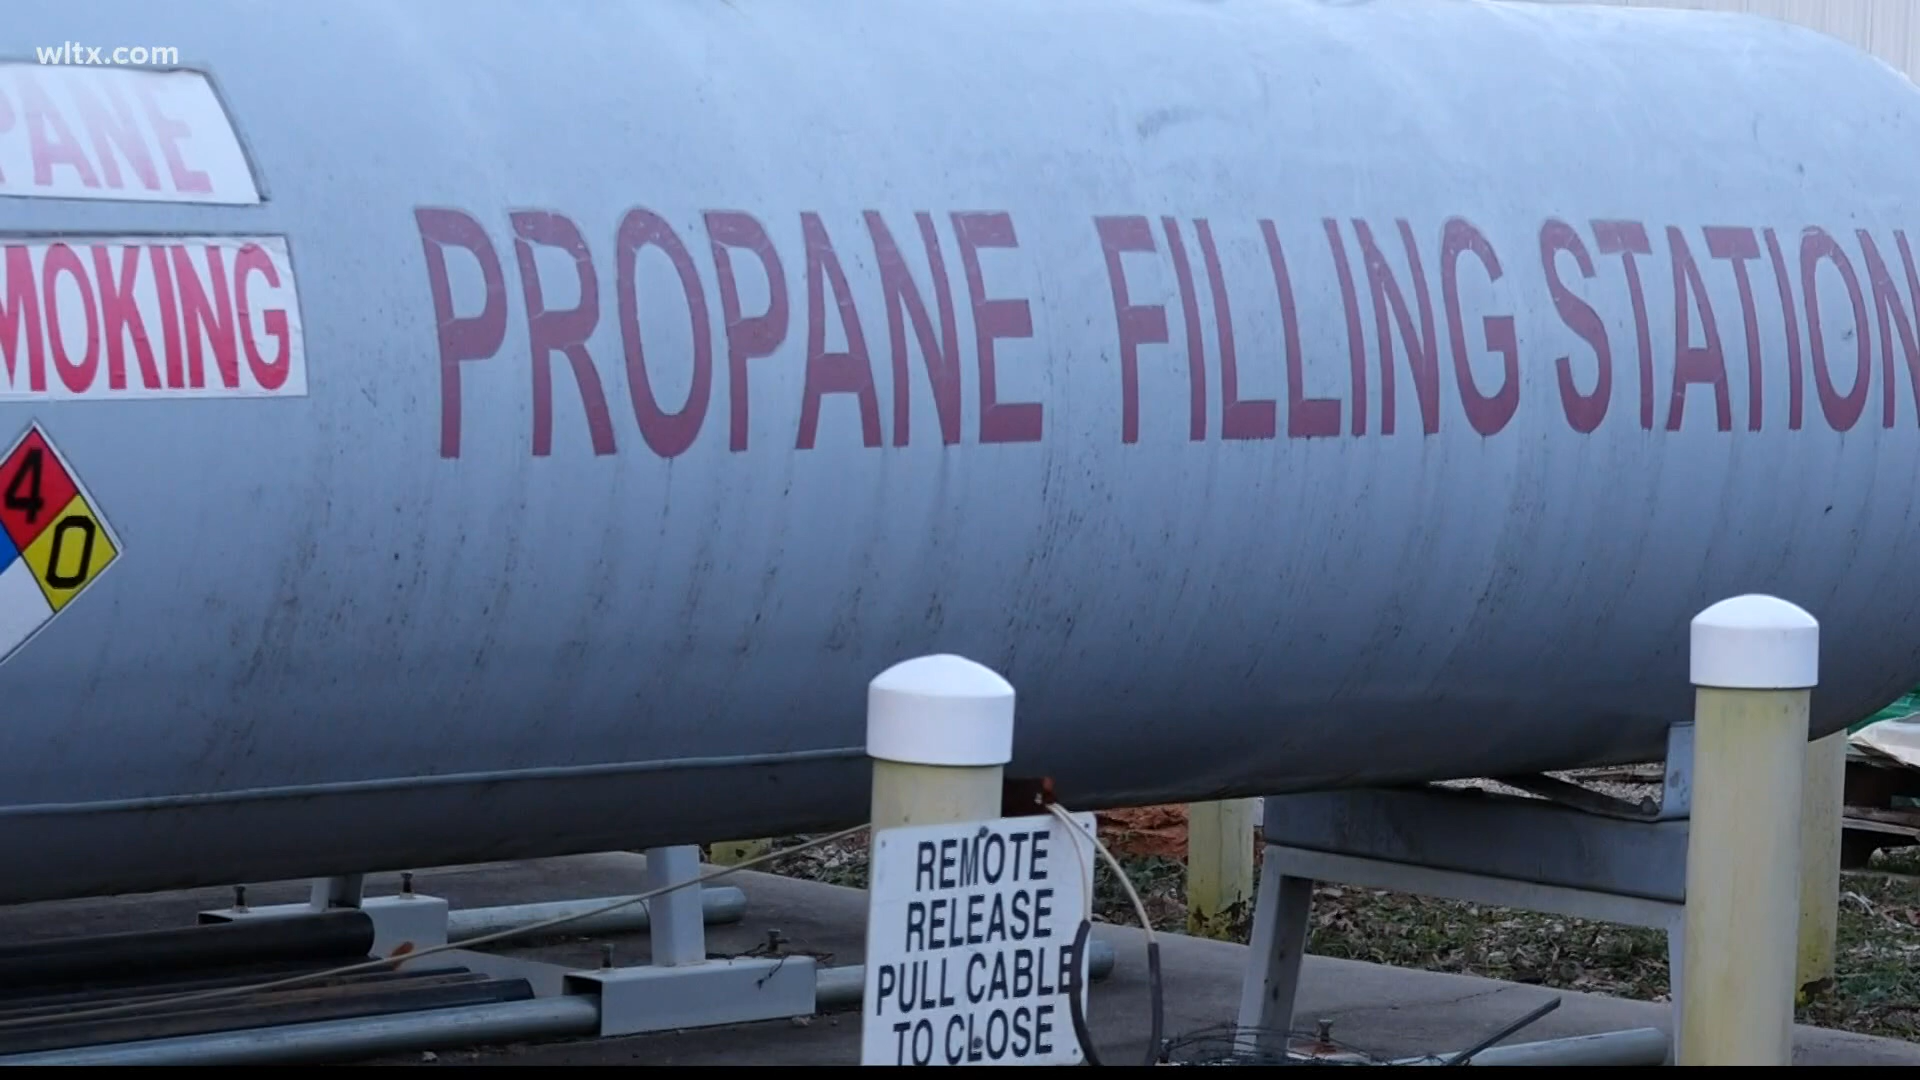 wltx.com
PANE
MOKING
PROPANE FILLING STATION
4
0
REMOTE
RELEASE
PULL CABLE
TO CLOSE